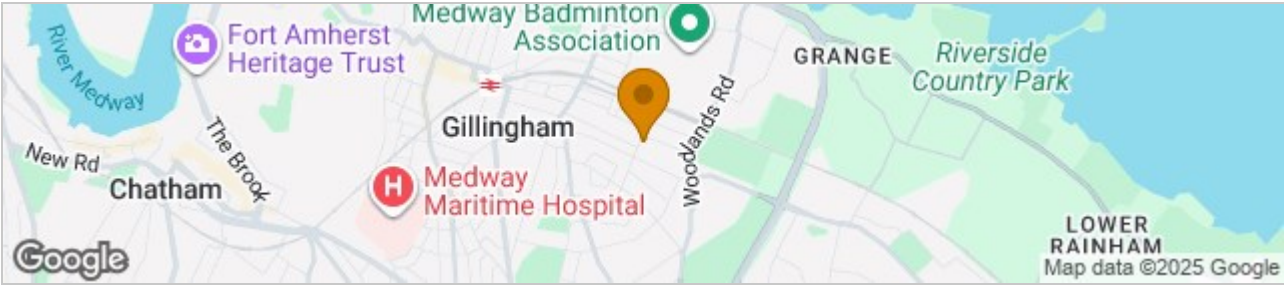 Medway Badminton
Association
Fort Amherst
Heritage Trust
GRANGE
Riverside
Country Park
River Medway
Gillingham
Woodlands Rd
The Brook
New Rd
Chatham
H
Medway
Maritime Hospital
LOWER
RAINHAM
Google
Map data ©2025 Google